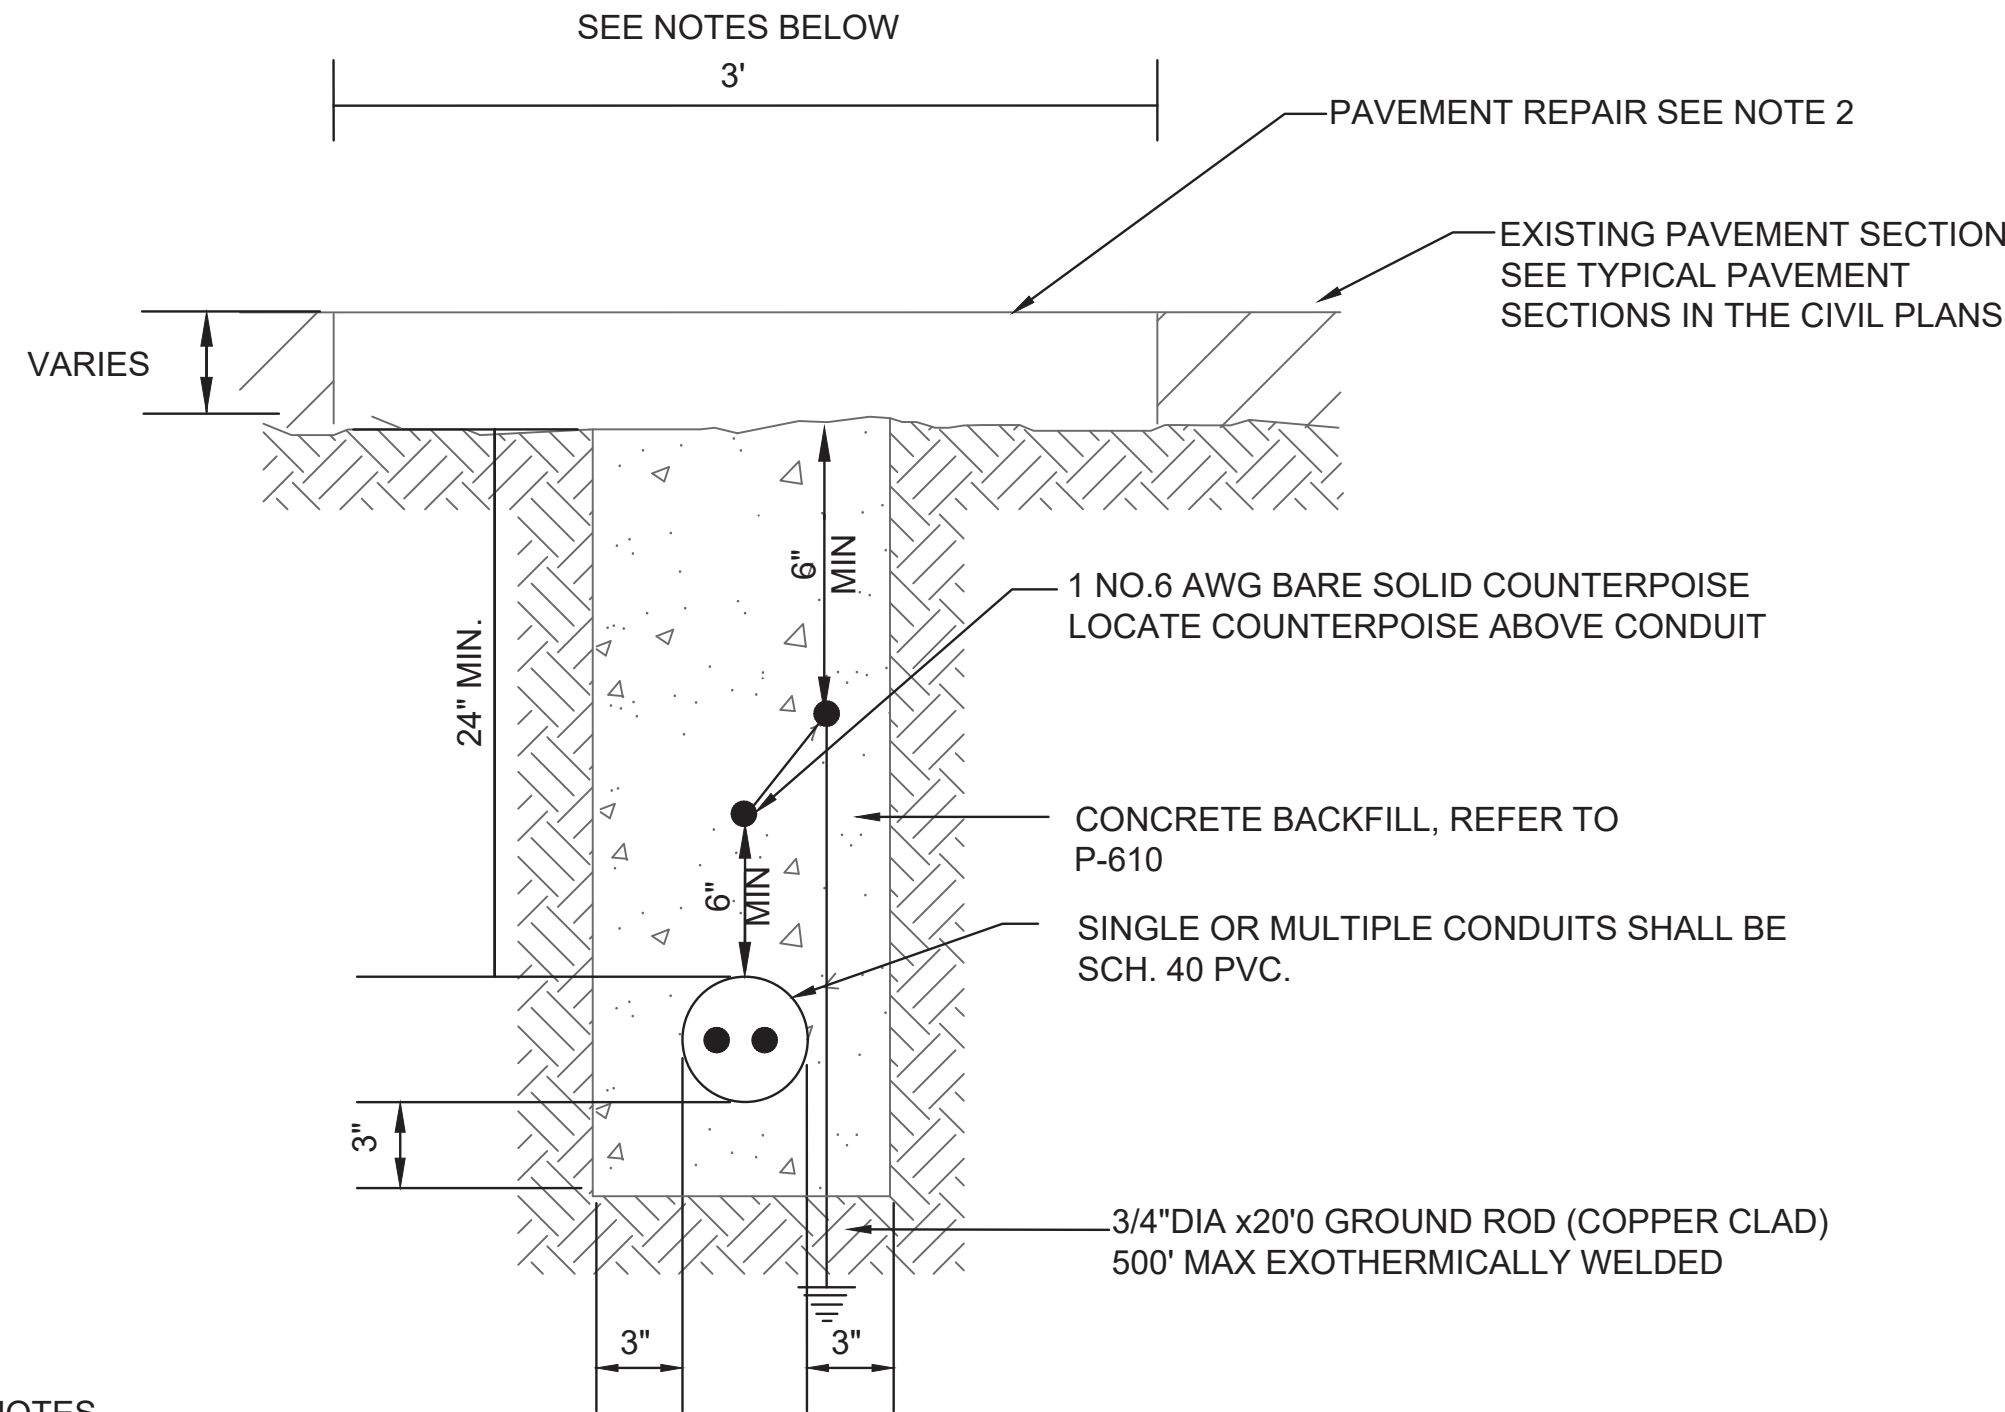 SEE NOTES BELOW
3'
PAVEMENT REPAIR SEE NOTE 2
EXISTING PAVEMENT SECTION
SEE TYPICAL PAVEMENT
SECTIONS IN THE CIVIL PLANS
VARIES
6"
MIN
1 NO.6 AWG BARE SOLID COUNTERPOISE
LOCATE COUNTERPOISE ABOVE CONDUIT
24" MIN.
CONCRETE BACKFILL, REFER TO
P-610
6"
MIN
SINGLE OR MULTIPLE CONDUITS SHALL BE
SCH. 40 PVC.
3"
3/4"DIA x20'0 GROUND ROD (COPPER CLAD)
500' MAX EXOTHERMICALLY WELDED
3"
3"
NOTES